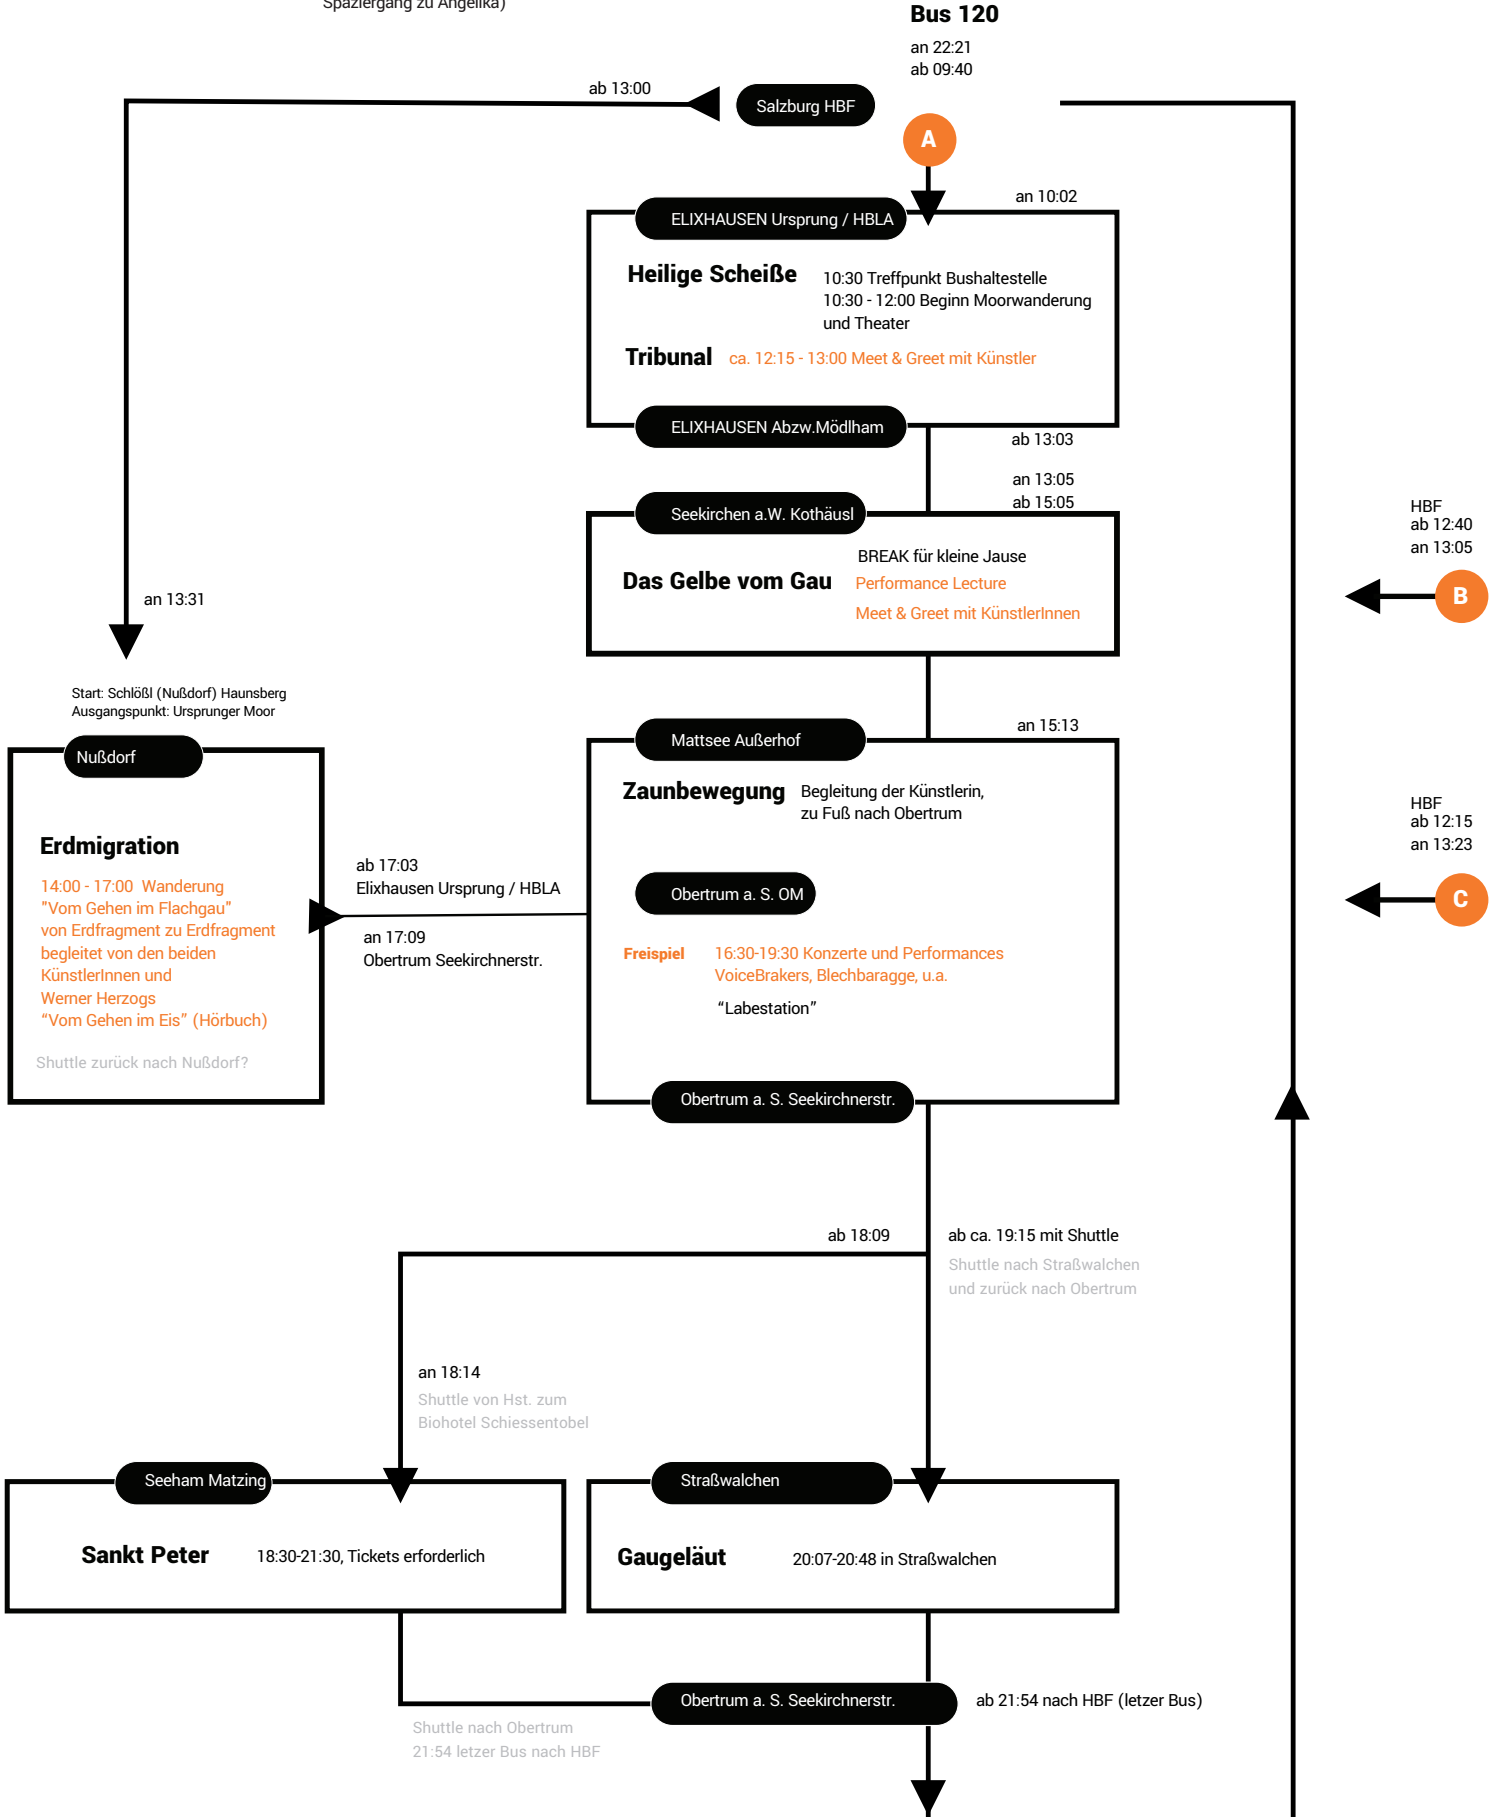 Spaziergang zu Angelika)
Bus 120
an 22:21
ab 09:40
ab 13:00
Salzburg HBF
A
an 10:02
ELIXHAUSEN Ursprung / HBLA
Heilige Scheiße
10:30 Treffpunkt Bushaltestelle
10:30 - 12:00 Beginn Moorwanderung
und Theater
Tribunal
ca. 12:15 - 13:00 Meet & Greet mit Künstler
ELIXHAUSEN Abzw.Mödlham
ab 13:03
an 13:05
ab 15:05
Seekirchen a.W. Kothäusl
BREAK für kleine Jause
Das Gelbe vom Gau
Performance Lecture
Meet & Greet mit KünstlerInnen
HBF
ab 12:40
an 13:05
B
an 13:31
Start: Schlößl (Nußdorf) Haunsberg
Ausgangspunkt: Ursprunger Moor
Nußdorf
Erdmigration
14:00 - 17:00 Wanderung
"Vom Gehen im Flachgau"
von Erdfragment zu Erdfragment
begleitet von den beiden
KünstlerInnen und
Werner Herzogs
“Vom Gehen im Eis” (Hörbuch)
Shuttle zurück nach Nußdorf?
ab 17:03
Elixhausen Ursprung / HBLA
an 17:09
Obertrum Seekirchnerstr.
an 15:13
Mattsee Außerhof
Zaunbewegung
Begleitung der Künstlerin,
zu Fuß nach Obertrum
Obertrum a. S. OM
Freispiel
16:30-19:30 Konzerte und Performances
VoiceBrakers, Blechbaragge, u.a.
“Labestation”
Obertrum a. S. Seekirchnerstr.
HBF
ab 12:15
an 13:23
C
ab 18:09
ab ca. 19:15 mit Shuttle
Shuttle nach Straßwalchen
und zurück nach Obertrum
an 18:14
Shuttle von Hst. zum
Biohotel Schiessentobel
Seeham Matzing
Sankt Peter
18:30-21:30, Tickets erforderlich
Straßwalchen
Gaugeläut
20:07-20:48 in Straßwalchen
Obertrum a. S. Seekirchnerstr.
ab 21:54 nach HBF (letzer Bus)
Shuttle nach Obertrum
21:54 letzer Bus nach HBF